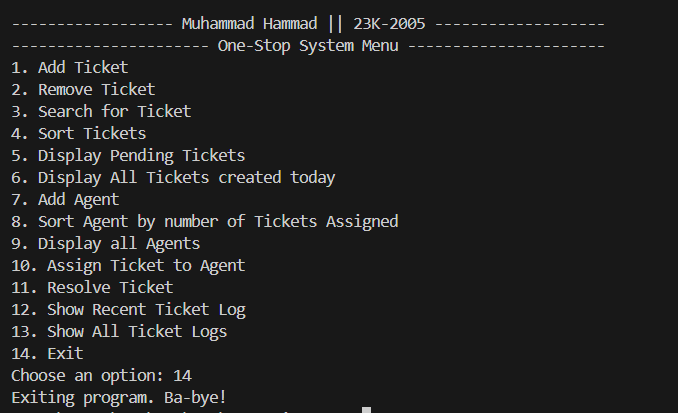 ------------------ Muhammad Hammad || 23K-2005 -------------------
---------------------- One-Stop System Menu ----------------------
1. Add Ticket
2. Remove Ticket
3. Search for Ticket
4. Sort Tickets
5. Display Pending Tickets
6. Display All Tickets created today
7. Add Agent
8. Sort Agent by number of Tickets Assigned
9. Display all Agents
10. Assign Ticket to Agent
11. Resolve Ticket
12. Show Recent Ticket Log
13. Show All Ticket Logs
14. Exit
Choose an option: 14
Exiting program. Ba-bye!